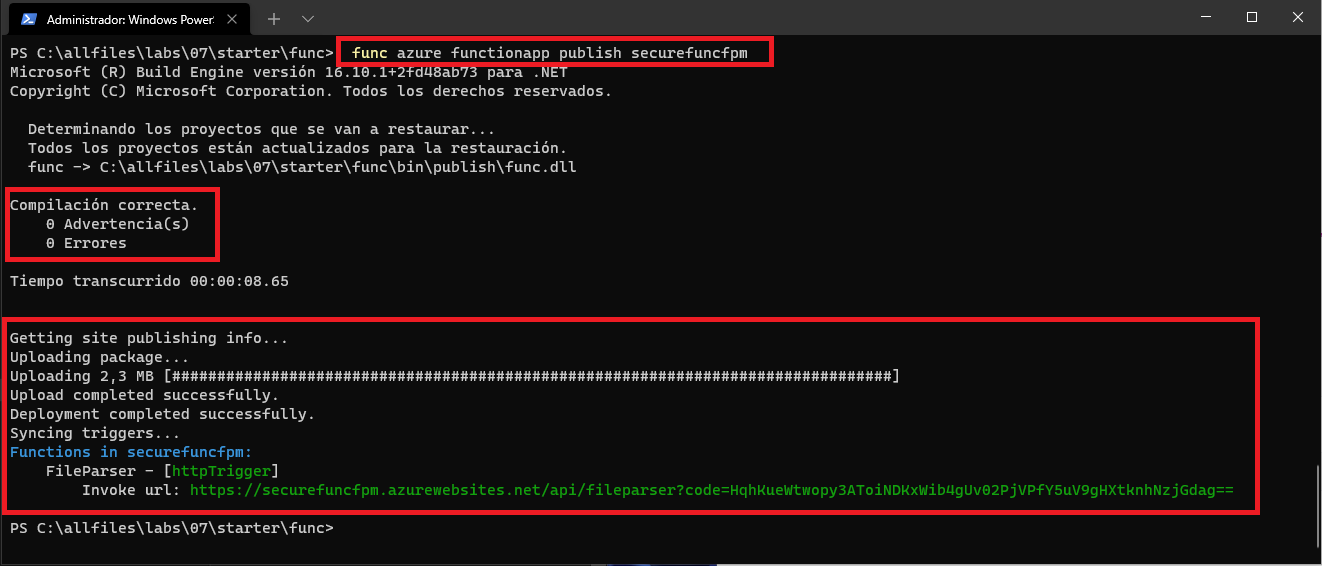 Administrador: Windows Power
PS C:\allfiles\labs\07\starter\func> func azure functionapp publish securefuncfpm
Microsoft (R) Build Engine versión 16.10.1+2fd48ab73 para .NET
Copyright (C) Microsoft Corporation. Todos los derechos reservados.
Determinando los proyectos que se van a restaurar...
Todos los proyectos están actualizados para la restauración.
func -> C:\allfiles\labs\07\starter\func\bin\publish\func.dll
Compilación correcta.
0 Advertencia(s)
0 Errores
Tiempo transcurrido 00:00:08.65
Getting site publishing info...
Uploading package...
Uploading 2,3 MB [################################################################################]
Upload completed successfully.
Deployment completed successfully.
Syncing triggers...
Functions in securefuncfpm:
FileParser - [httpTrigger]
Invoke url: https://securefuncfpm.azurewebsites.net/api/fileparser?code=HqhKueWtwopy3AToiNDKxWib4gUv02PjVPfY5uV9gHXtknhNzjGdag==
PS C:\allfiles\labs\07\starter\func>